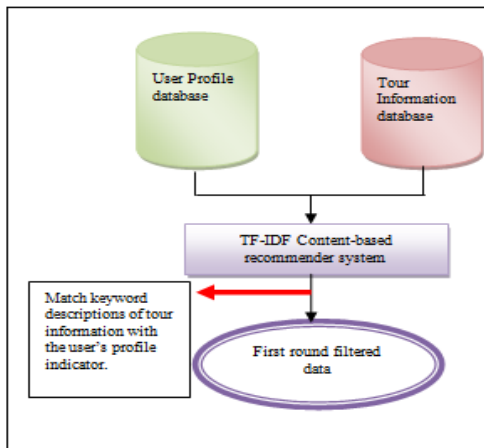 User Profile
database
Tour
Information
database
TF-IDF Content-based
recommender system
Match keyword
descriptions of tour
information with
the user's profile
indicator.
First round filtered
data